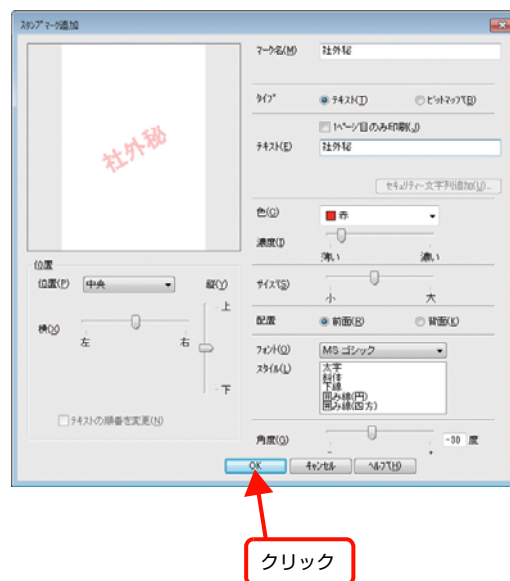 スタンプマーク追加
マーク名(M) 社外秘
タイプ テキスト(T) ビットマップ(B)
1ページ目のみ印刷(J)
テキスト(E) 社外秘
セキュリティー文字列追加(U)...
社外秘
色(C) 赤
濃度(I)
薄い 濃い
サイズ(S)
小 大
配置 前面(R) 背面(K)
フォント(O) MS ゴシック
スタイル(L) 太字
斜体
下線
囲み線(円)
囲み線(四方)
角度(G) -30 度
- +
位置
位置(P) 中央 縦(Y)
上
横(X)
左 右
下
テキストの順番を変更(N)
OK キャンセル ヘルプ(H)
クリック